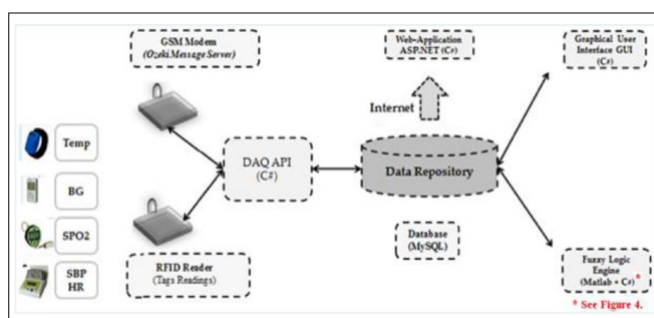 GSM Modem
(Ozeki Message Server)
Web-Application
ASP.NET (C#)
Graphical User
Interface GUI
(C#)
Internet
Temp
DAQ API
(C#)
Data Repository
BG
SPO2
Database
(MySQL)
SBP
HR
RFID Reader
(Tags Readings)
Fuzzy Logic
Engine
(Matlab + C#)*
* See Figure 4.